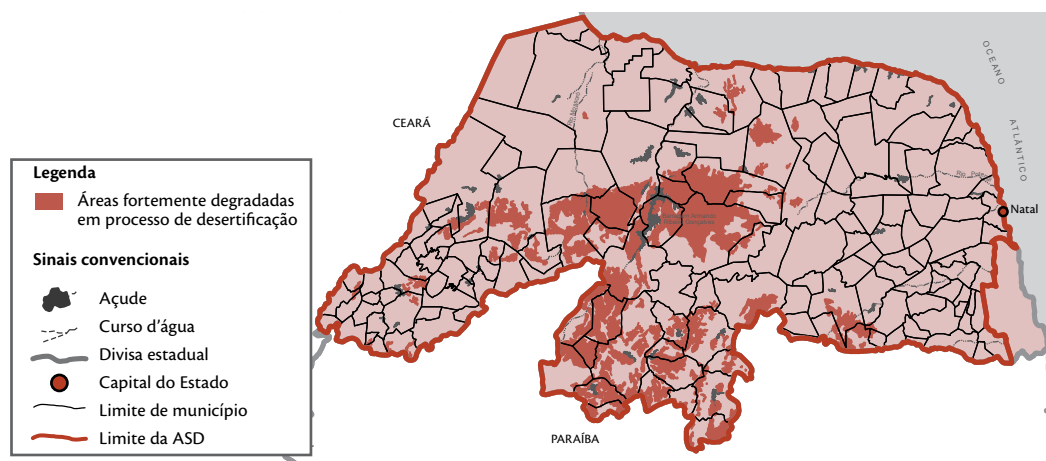 OCEANO
ATLÂNTICO
CEARÁ
Natal
PARAÍBA
Legenda
Áreas fortemente degradadas
em processo de desertificação
Sinais convencionais
Açude
Curso d’água
Divisa estadual
Capital do Estado
Limite de município
Limite da ASD